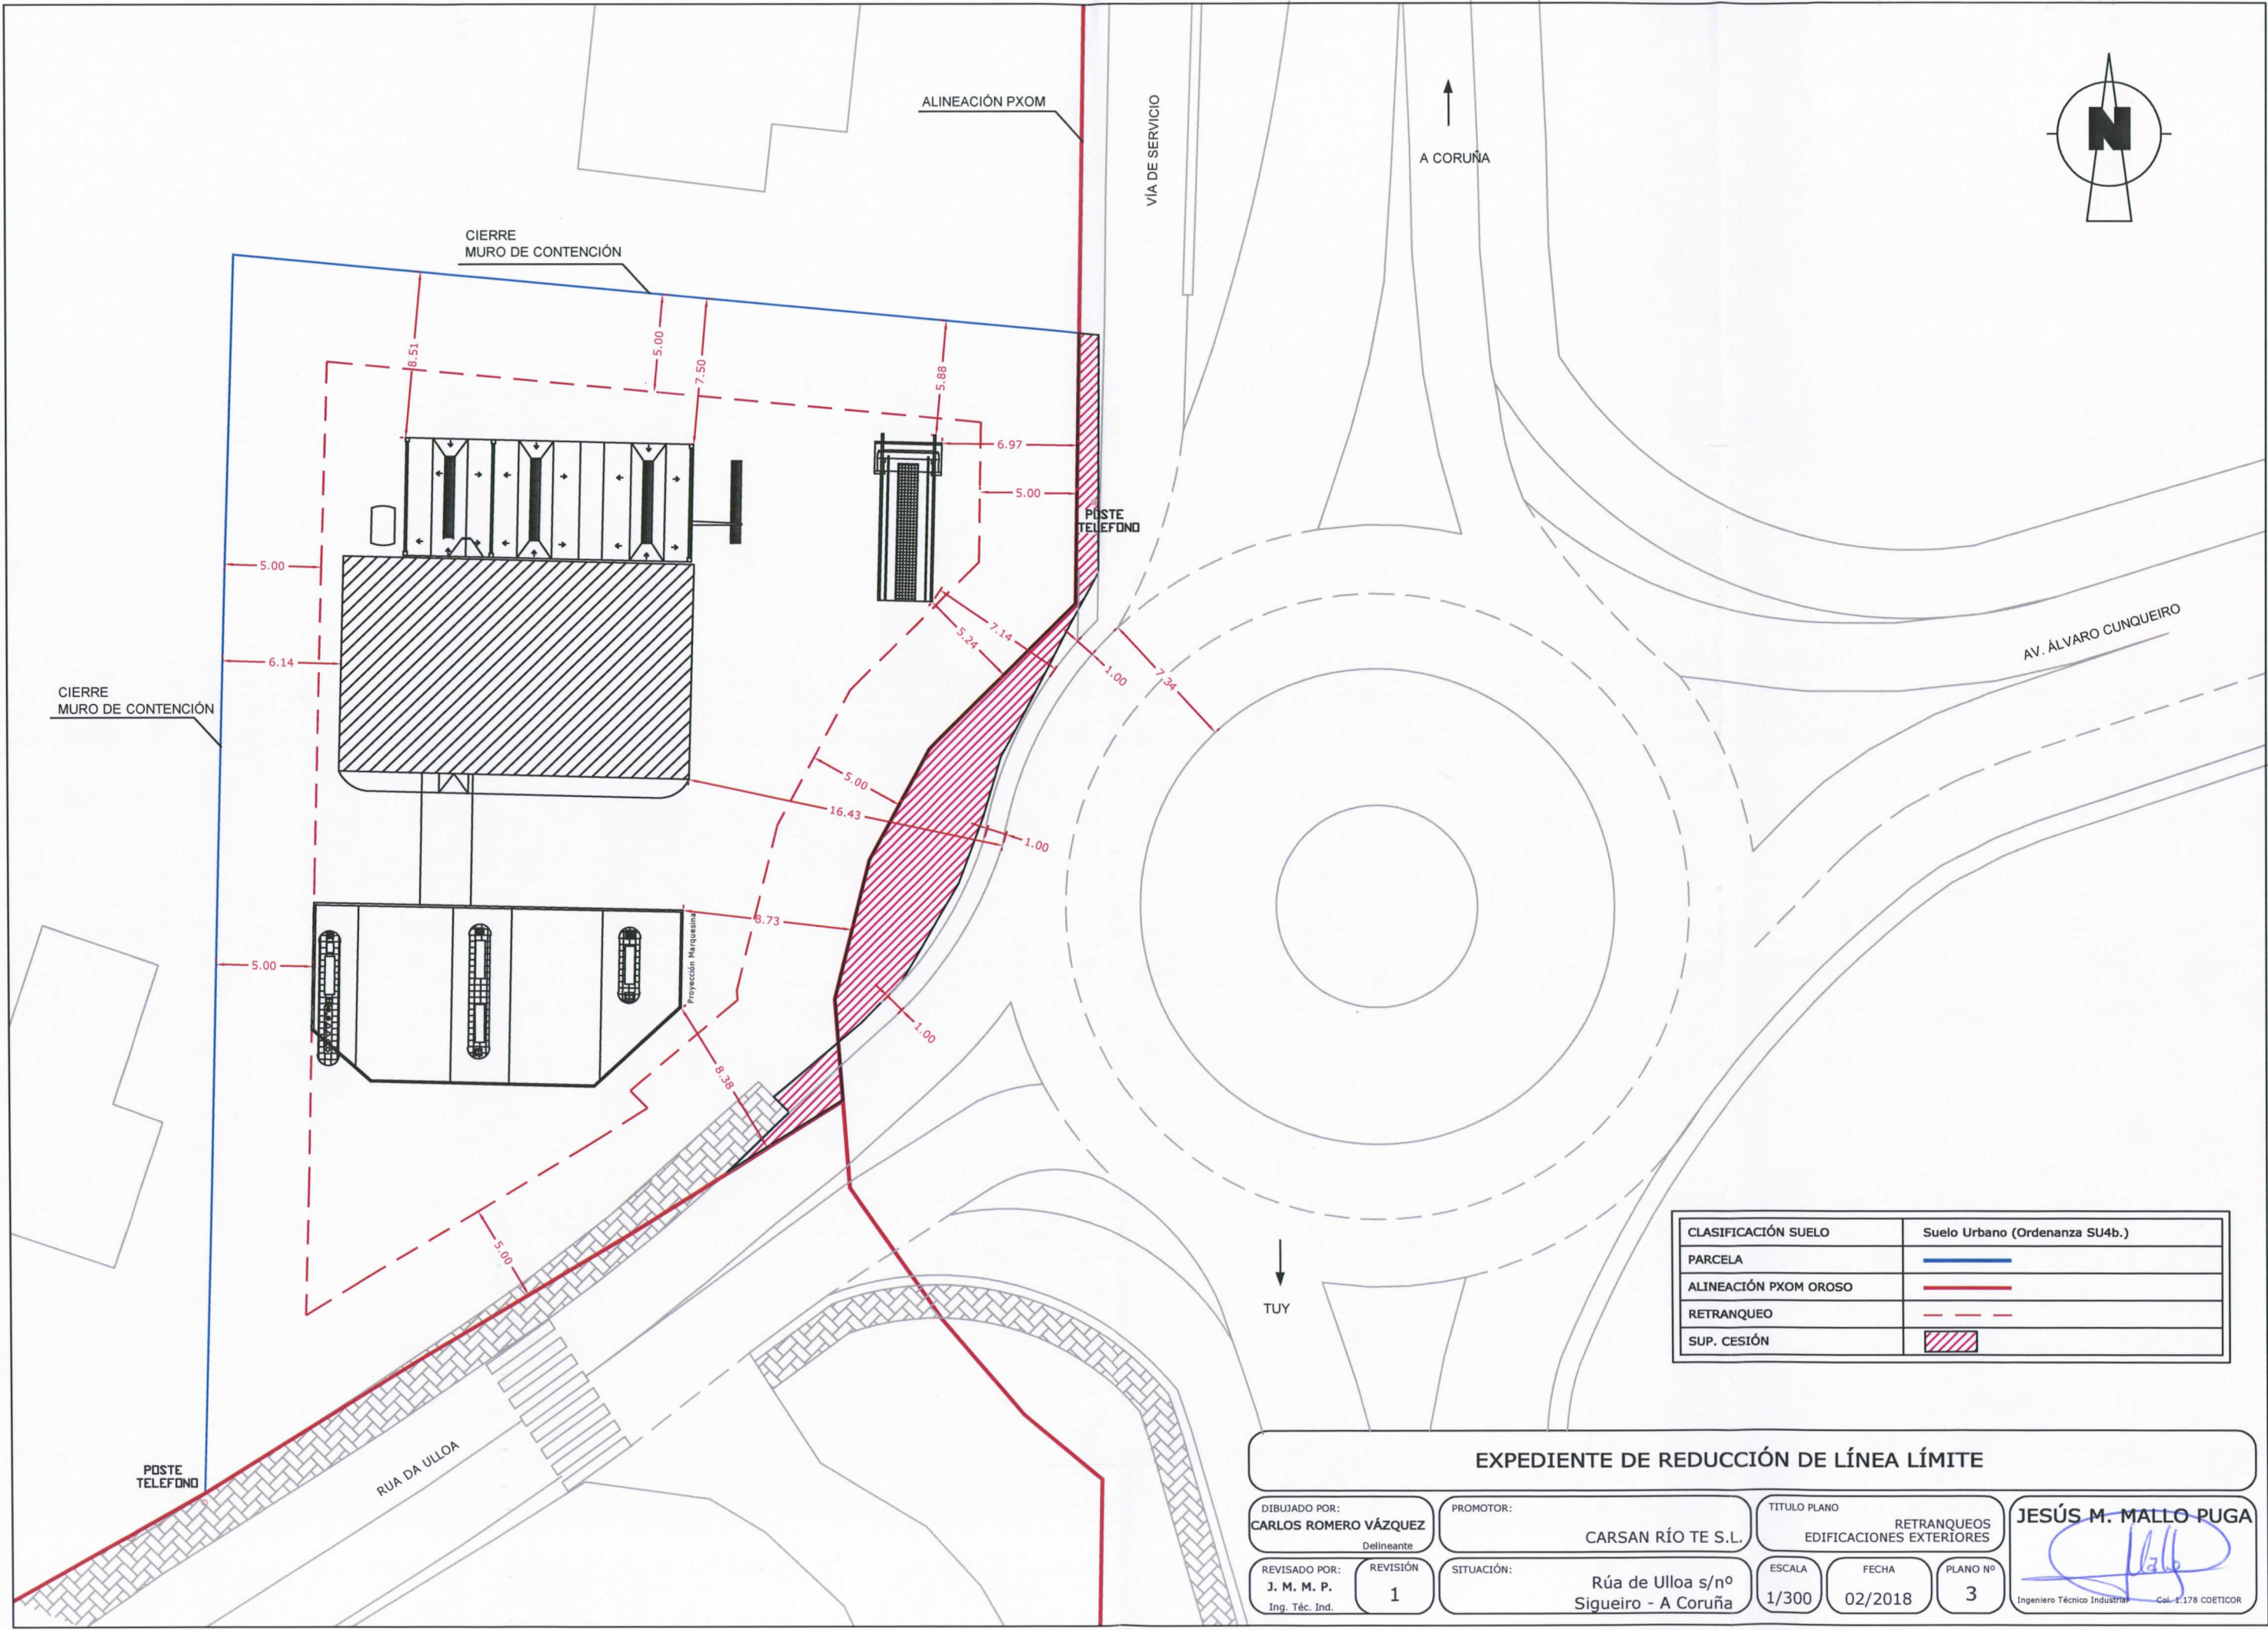 ALINEACIÓN PXOM
VÍA DE SERVICIO
A CORUÑA
N
CIERRE
MURO DE CONTENCIÓN
8.51
5.00
7.50
5.88
6.97
5.00
POSTE
TELEFONO
5.00
6.14
7.14
5.24
1.00
7.34
AV. ÁLVARO CUNQUEIRO
CIERRE
MURO DE CONTENCIÓN
5.00
16.43
1.00
8.73
Proyección Marquesina
5.00
1.00
8.38
5.00
TUY
RUA DA ULLOA
POSTE
TELEFONO
CLASIFICACIÓN SUELO Suelo Urbano (Ordenanza SU4b.)
PARCELA
ALINEACIÓN PXOM OROSO
RETRANQUEO
SUP. CESIÓN
EXPEDIENTE DE REDUCCIÓN DE LÍNEA LÍMITE
DIBUJADO POR:
CARLOS ROMERO VÁZQUEZ
Delineante
PROMOTOR:
CARSAN RÍO TE S.L.
TITULO PLANO
RETRANQUEOS
EDIFICACIONES EXTERIORES
JESÚS M. MALLO PUGA
REVISADO POR:
J. M. M. P.
Ing. Téc. Ind.
REVISIÓN
1
SITUACIÓN:
Rúa de Ulloa s/nº
Sigueiro - A Coruña
ESCALA
1/300
FECHA
02/2018
PLANO Nº
3
Ingeniero Técnico Industrial Col. 1.178 COETICOR